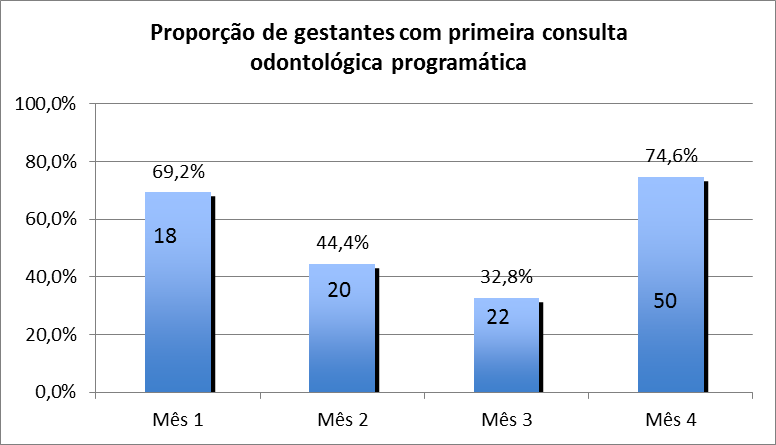 Proporção de gestantes com primeira consulta
odontológica programática
100,0%
80,0%
60,0%
40,0%
20,0%
0,0%
69,2%
44,4%
32,8%
74,6%
18
20
22
50
Mês 1
Mês 2
Mês 3
Mês 4